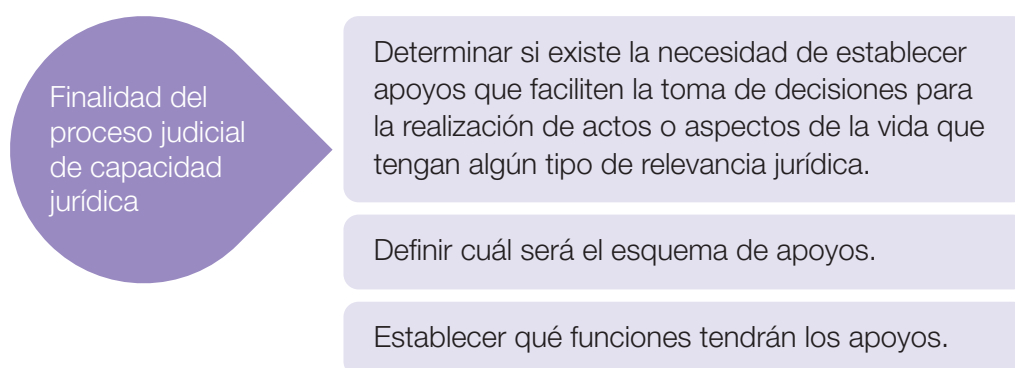 Finalidad del
proceso judicial
de capacidad
jurídica
Determinar si existe la necesidad de establecer
apoyos que faciliten la toma de decisiones para
la realización de actos o aspectos de la vida que
tengan algún tipo de relevancia jurídica.
Definir cuál será el esquema de apoyos.
Establecer qué funciones tendrán los apoyos.